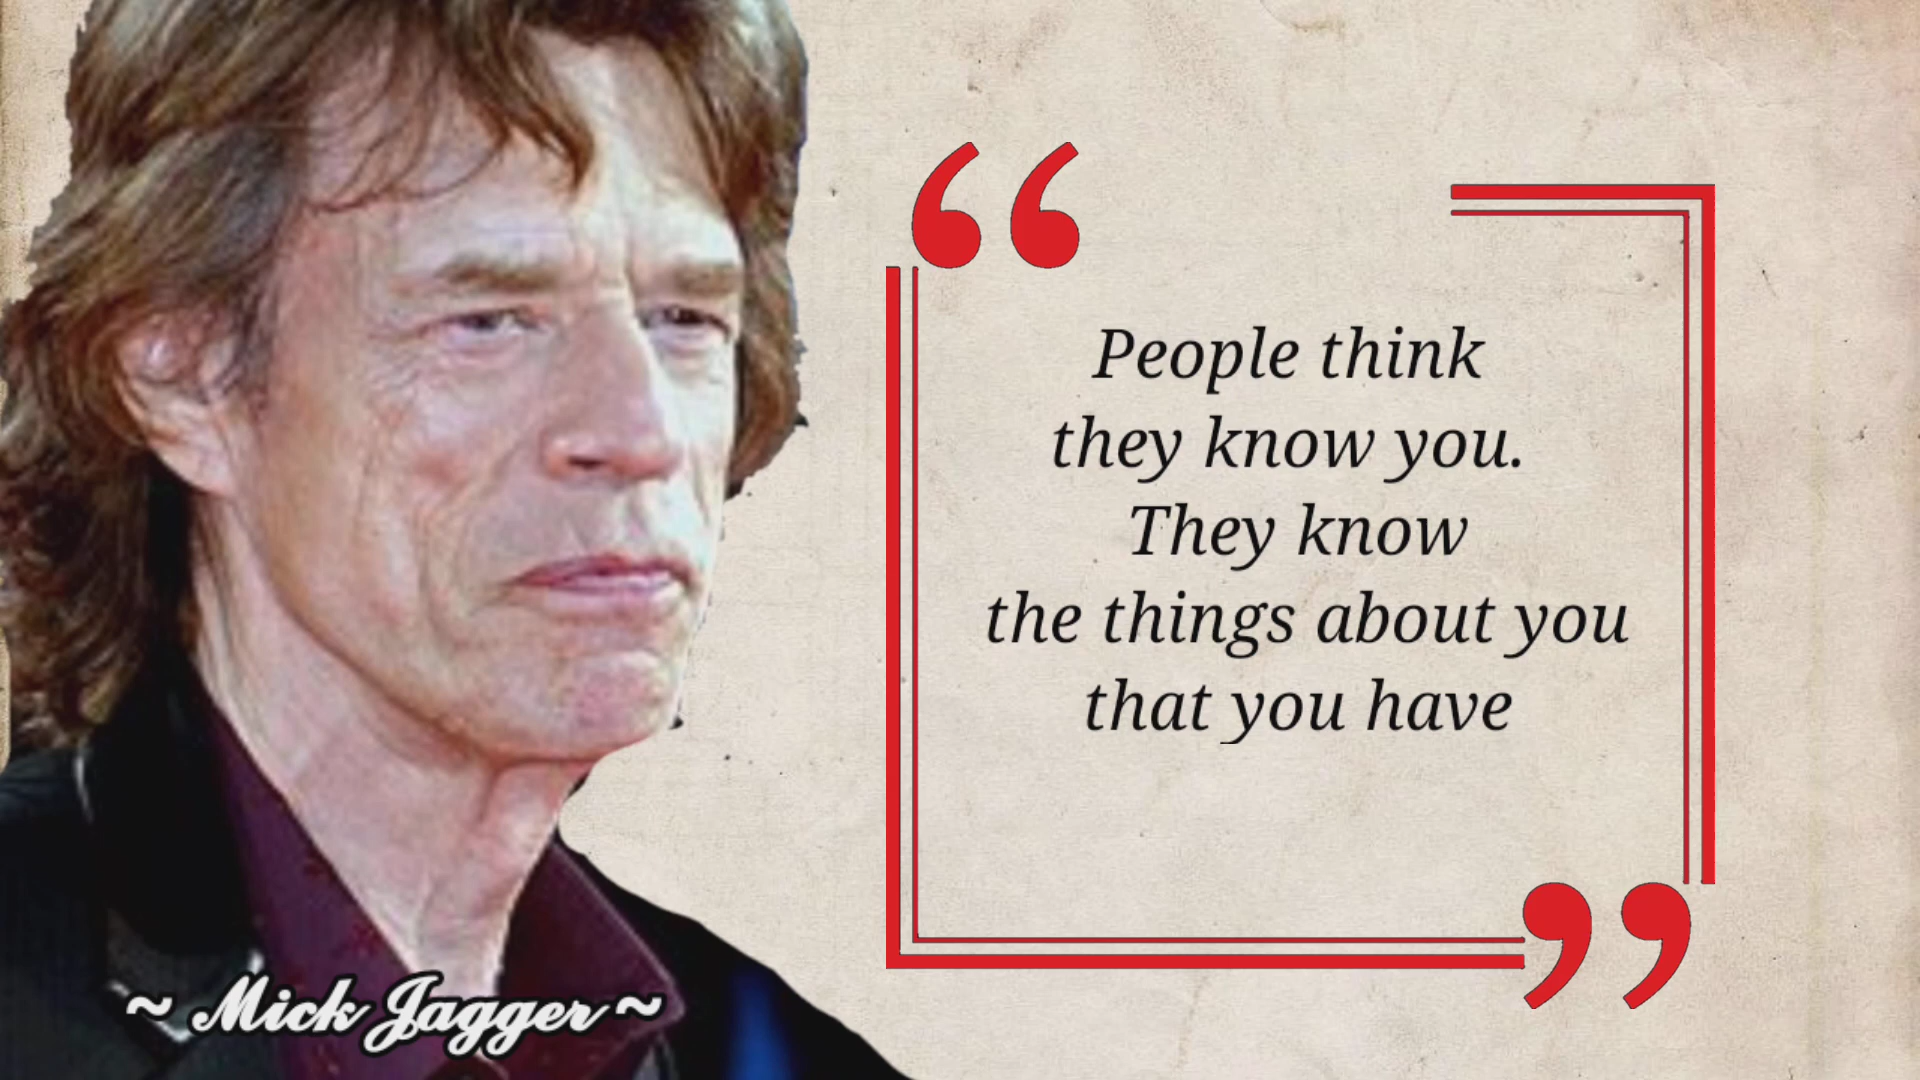 People think
they know you.
They know
the things about you
that you have
~ Mick Jagger ~